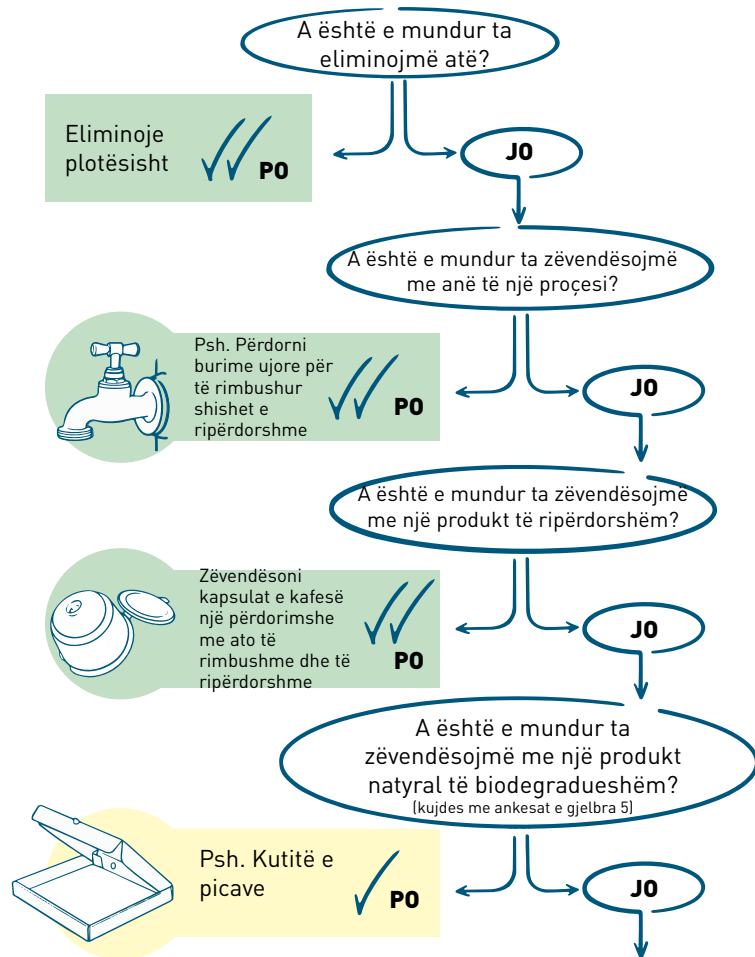 A është e mundur ta
eliminojmë atë?
Eliminoje
plotësisht
PO
JO
A është e mundur ta zëvendësojmë
me anë të një proçesi?
Psh. Përdorni
burime ujore për
të rimbushur
shishet e
ripërdorshme
PO
JO
A është e mundur ta zëvendësojmë
me një produkt të ripërdorshëm?
Zëvendësoni
kapsulat e kafesë
një përdorimshe
me ato të
rimbushme dhe të
ripërdorshme
PO
JO
A është e mundur ta
zëvendësojmë me një produkt
natyral të biodegradueshëm?
(kujdes me ankesat e gjelbra 5)
Psh. Kutitë e
picave
PO
JO